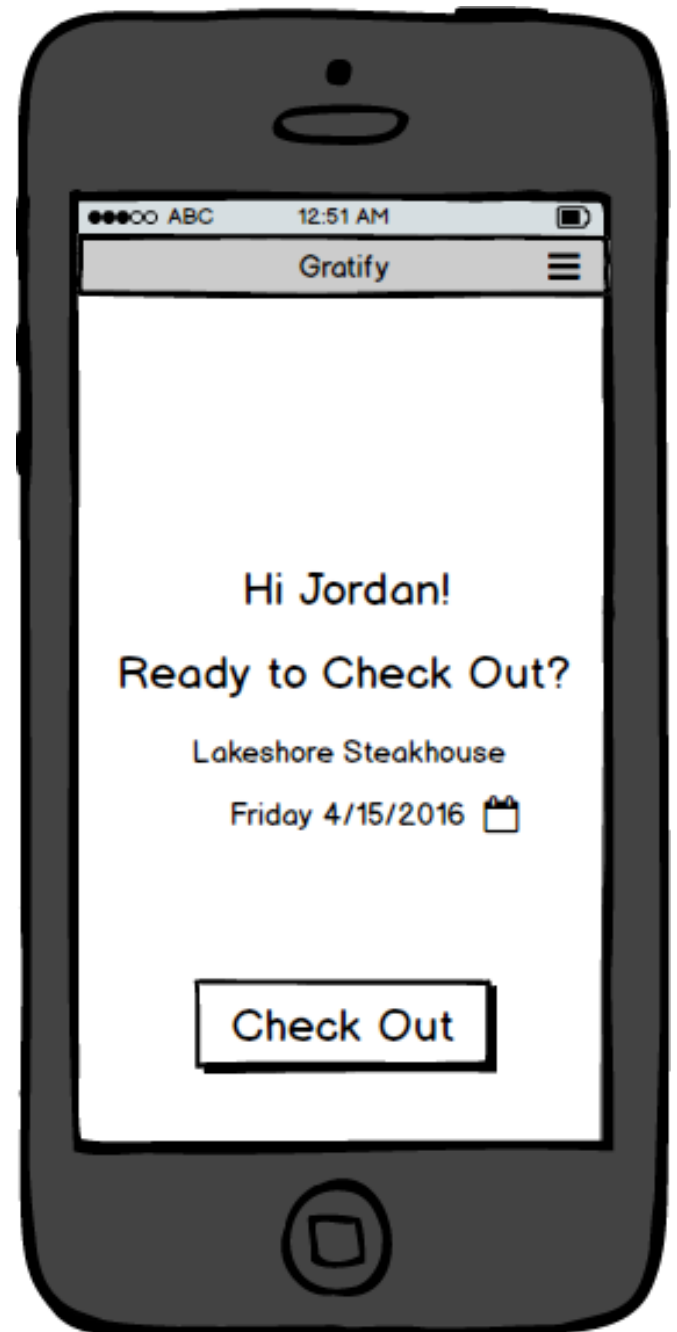 ABC 12:51 AM
Gratify
Hi Jordan!
Ready to Check Out?
Lakeshore Steakhouse
Friday 4/15/2016
Check Out